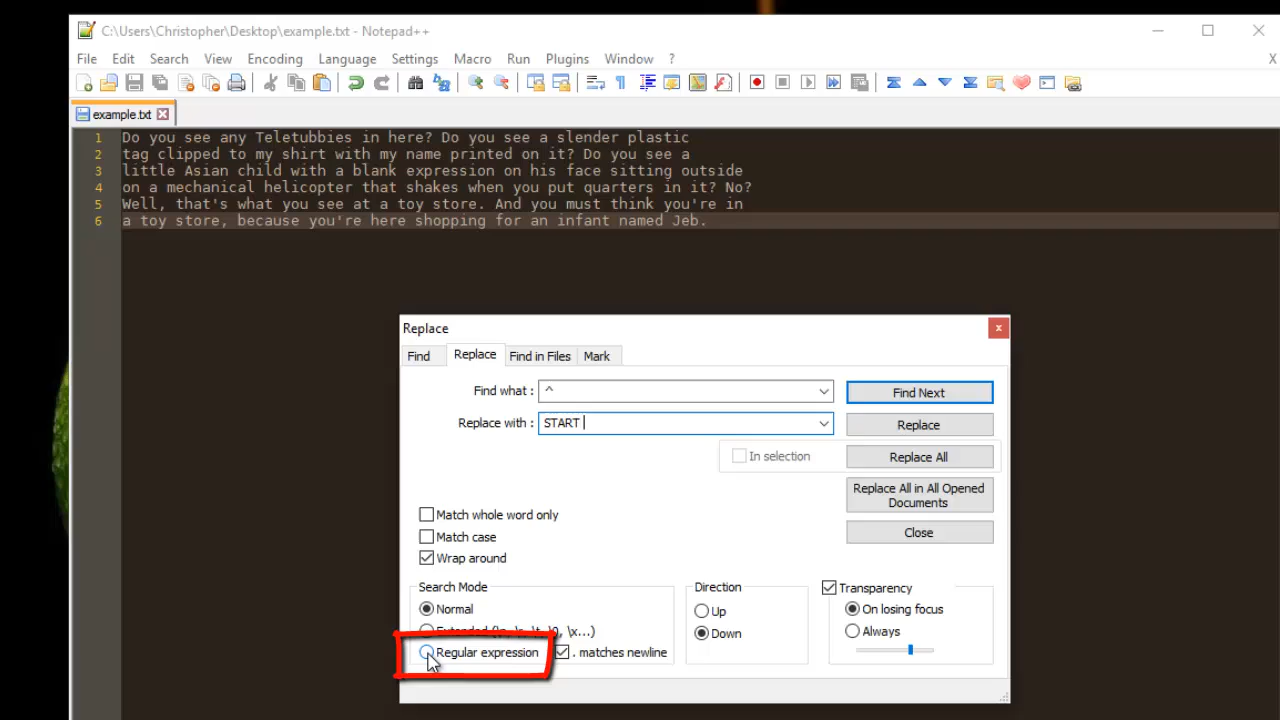 C:\Users\Christopher\Desktop\example.txt - Notepad++
File Edit Search View Encoding Language Macro Run Plugins Window ? X
example.txt
1 Do you see any Teletubbies in here? Do you see a slender plastic
2 tag clipped to my shirt with my name printed on it? Do you see a
3 little Asian child with a blank expression on his face sitting outside
4 on a mechanical helicopter that shakes when you put quarters in it? No?
5 Well, that's what you see at a toy store. And you must think you're in
6 a toy store, because you're here shopping for an infant named Jeb.
Replace
Find Replace Find in Files Mark
Find what : ^ Find Next
Replace with : START Replace
In selection Replace All
Replace All in All Opened
Documents
Match whole word only
Match case Close
Wrap around
Search Mode Direction Transparency
Normal Up On losing focus
Extended (\n, \r, \t, \0, \x...) Down Always
Regular expression . matches newline